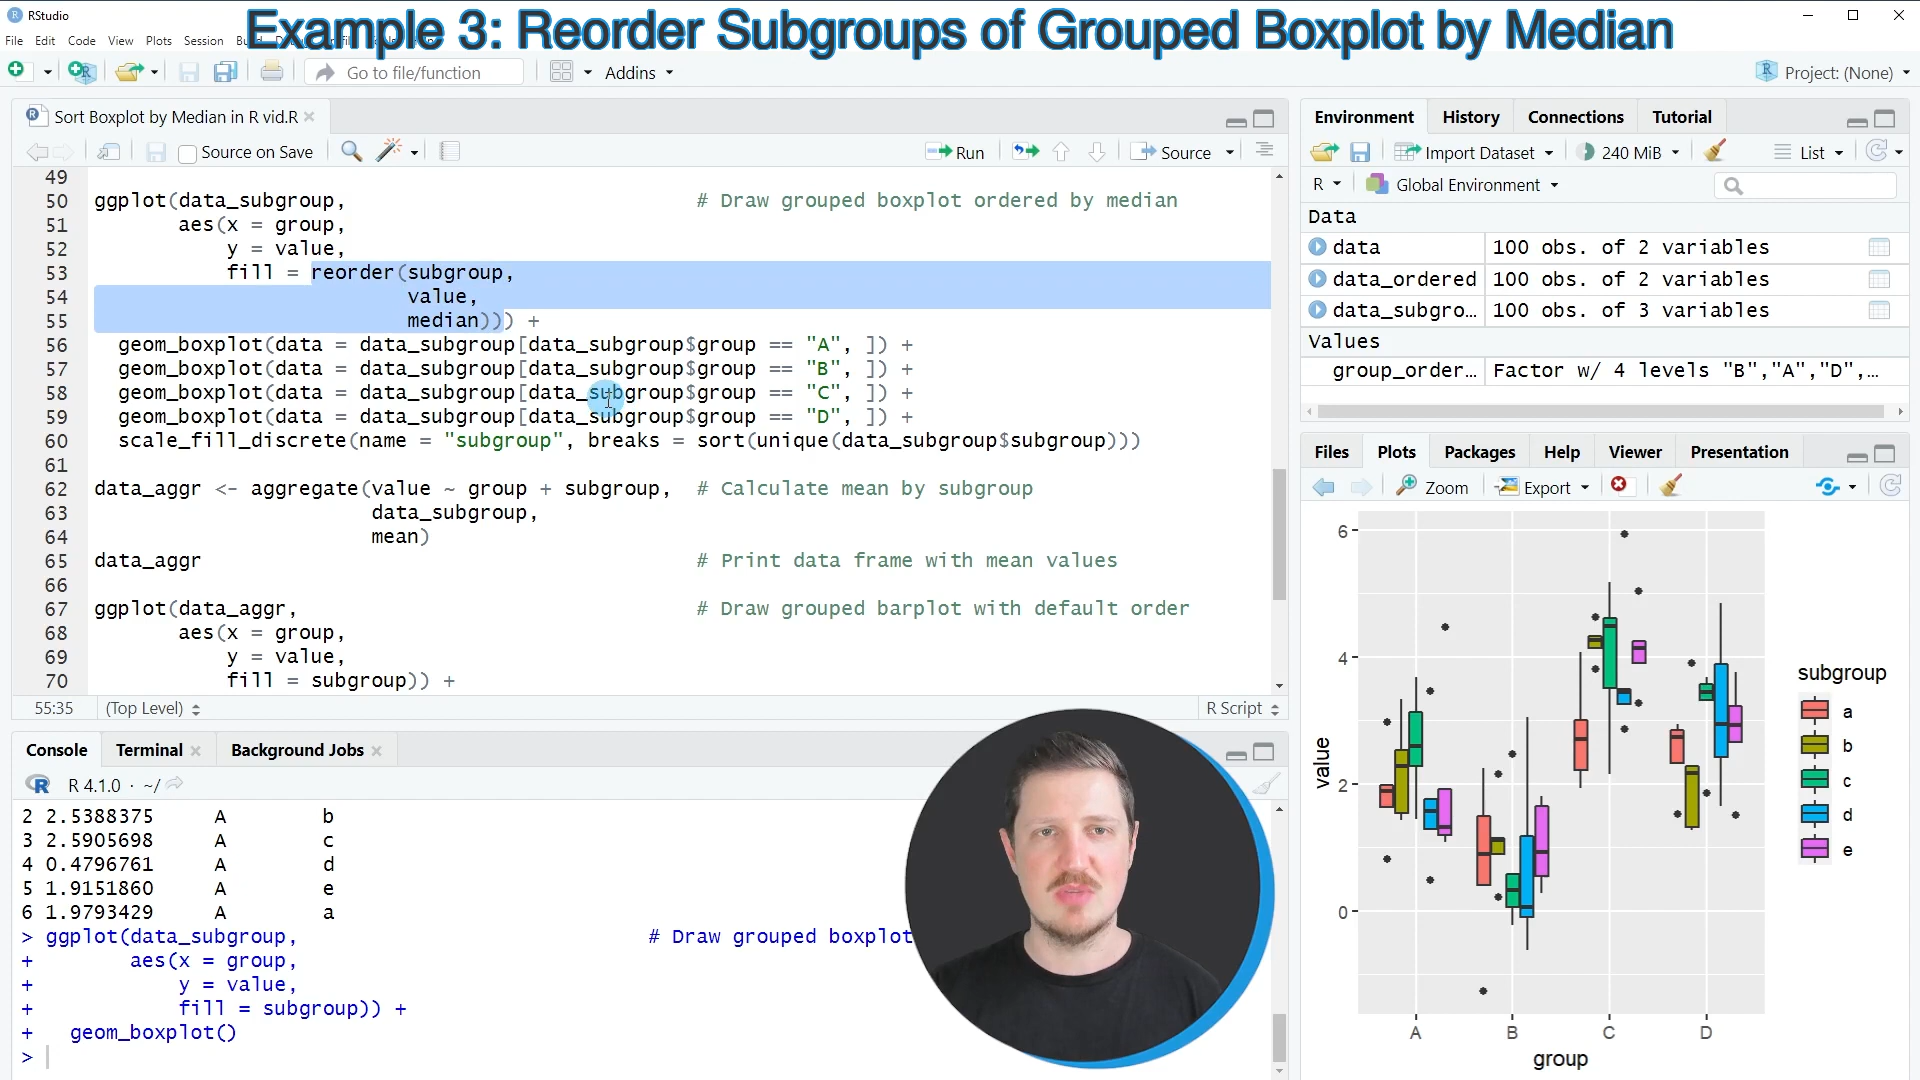 RStudio
Example 3: Reorder Subgroups of Grouped Boxplot by Median
File Edit Code View Plots Session
Go to file/function
Addins
Project: (None)
Sort Boxplot by Median in R vid.R
Source on Save
Run
Source
49
50 ggplot(data_subgroup, # Draw grouped boxplot ordered by median
51 aes(x = group,
52 y = value,
53 fill = reorder(subgroup,
54 value,
55 median))) +
56 geom_boxplot(data = data_subgroup[data_subgroup$group == "A", ]) +
57 geom_boxplot(data = data_subgroup[data_subgroup$group == "B", ]) +
58 geom_boxplot(data = data_subgroup[data_subgroup$group == "C", ]) +
59 geom_boxplot(data = data_subgroup[data_subgroup$group == "D", ]) +
60 scale_fill_discrete(name = "subgroup", breaks = sort(unique(data_subgroup$subgroup)))
61
62 data_aggr <- aggregate(value ~ group + subgroup, # Calculate mean by subgroup
63 data_subgroup,
64 mean)
65 data_aggr # Print data frame with mean values
66
67 ggplot(data_aggr, # Draw grouped barplot with default order
68 aes(x = group,
69 y = value,
70 fill = subgroup)) +
55:35 (Top Level) R Script
Console Terminal Background Jobs
R 4.1.0 · ~/
2 2.5388375 A b
3 2.5905698 A c
4 0.4796761 A d
5 1.9151860 A e
6 1.9793429 A a
> ggplot(data_subgroup, # Draw grouped boxplot
+ aes(x = group,
+ y = value,
+ fill = subgroup)) +
+ geom_boxplot()
>
Environment History Connections Tutorial
Import Dataset 240 MiB List
R Global Environment
Data
data 100 obs. of 2 variables
data_ordered 100 obs. of 2 variables
data_subgro… 100 obs. of 3 variables
Values
group_order… Factor w/ 4 levels "B","A","D",…
Files Plots Packages Help Viewer Presentation
Zoom Export
6
4
2
0
value
A B C D
group
subgroup
a
b
c
d
e